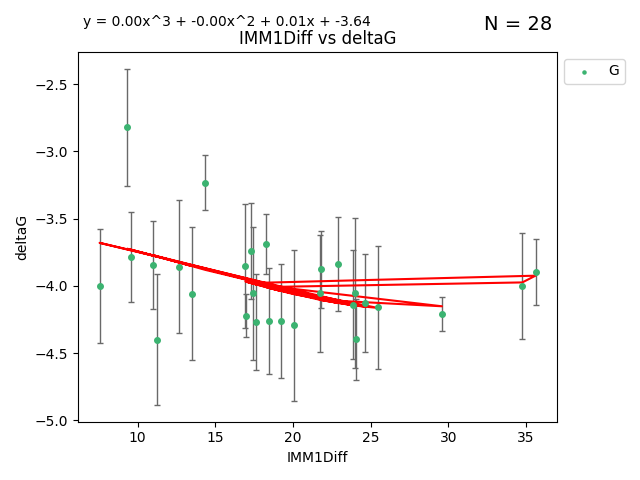 y = 0.00x^3 + -0.00x^2 + 0.01x + -3.64
N = 28
IMM1Diff vs deltaG
G
deltaG
−2.5
−3.0
−3.5
−4.0
−4.5
−5.0
10 15 20 25 30 35
IMM1Diff